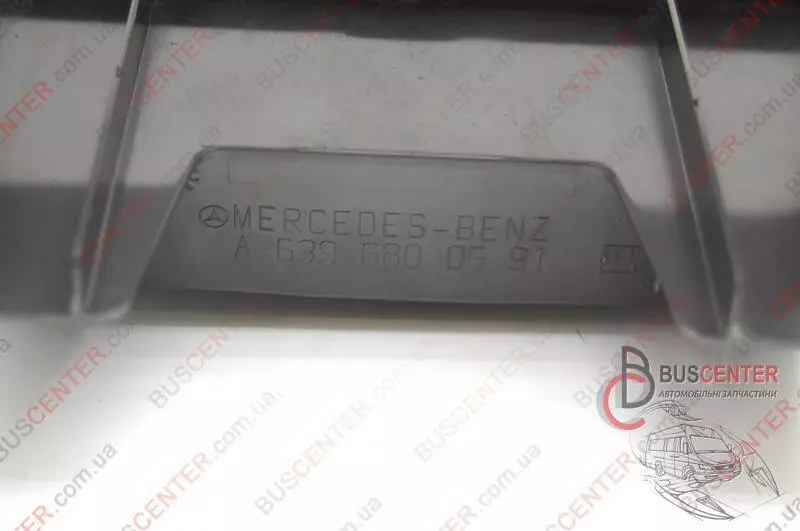 MERCEDES-BENZ
A 639 680 05 91
BUSCENTER
АВТОМОБІЛЬНІ ЗАПЧАСТИНИ
BUSCENTER.com.ua